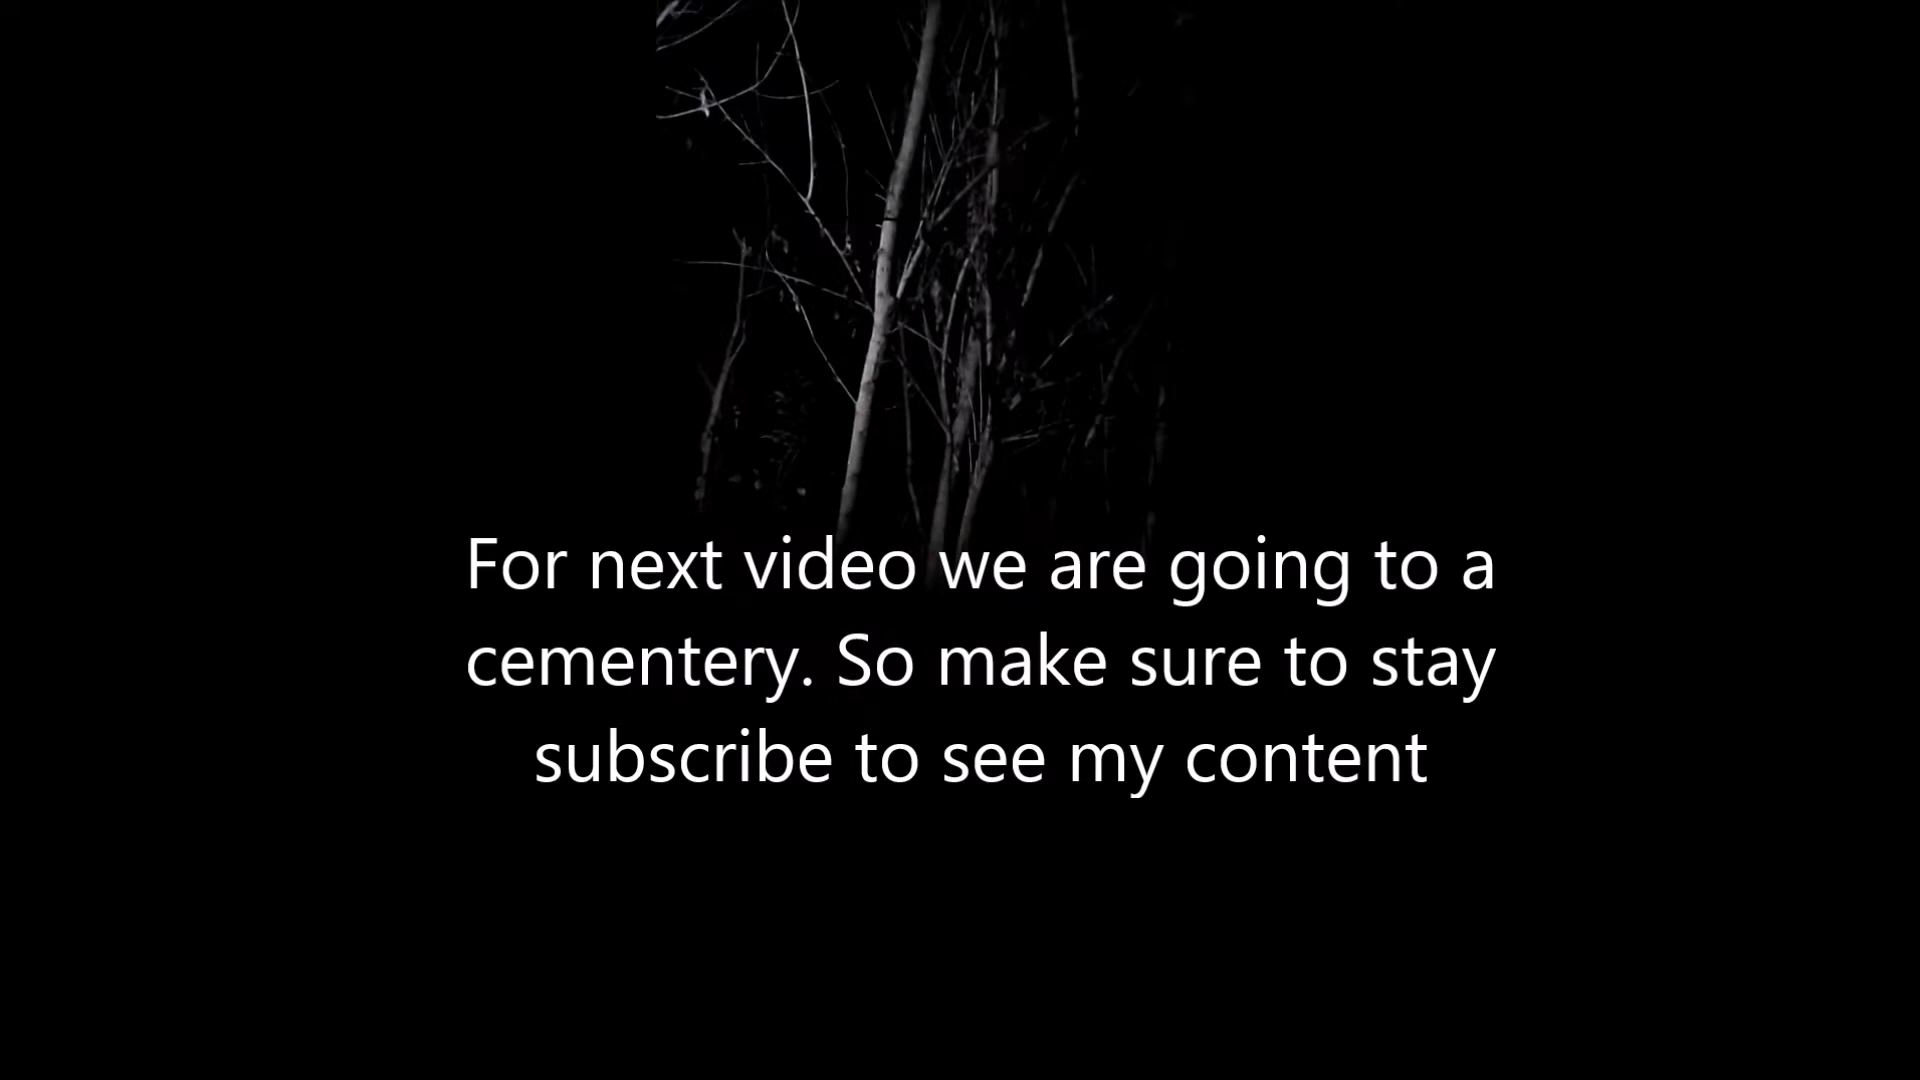 For next video we are going to a
cementery. So make sure to stay
subscribe to see my content